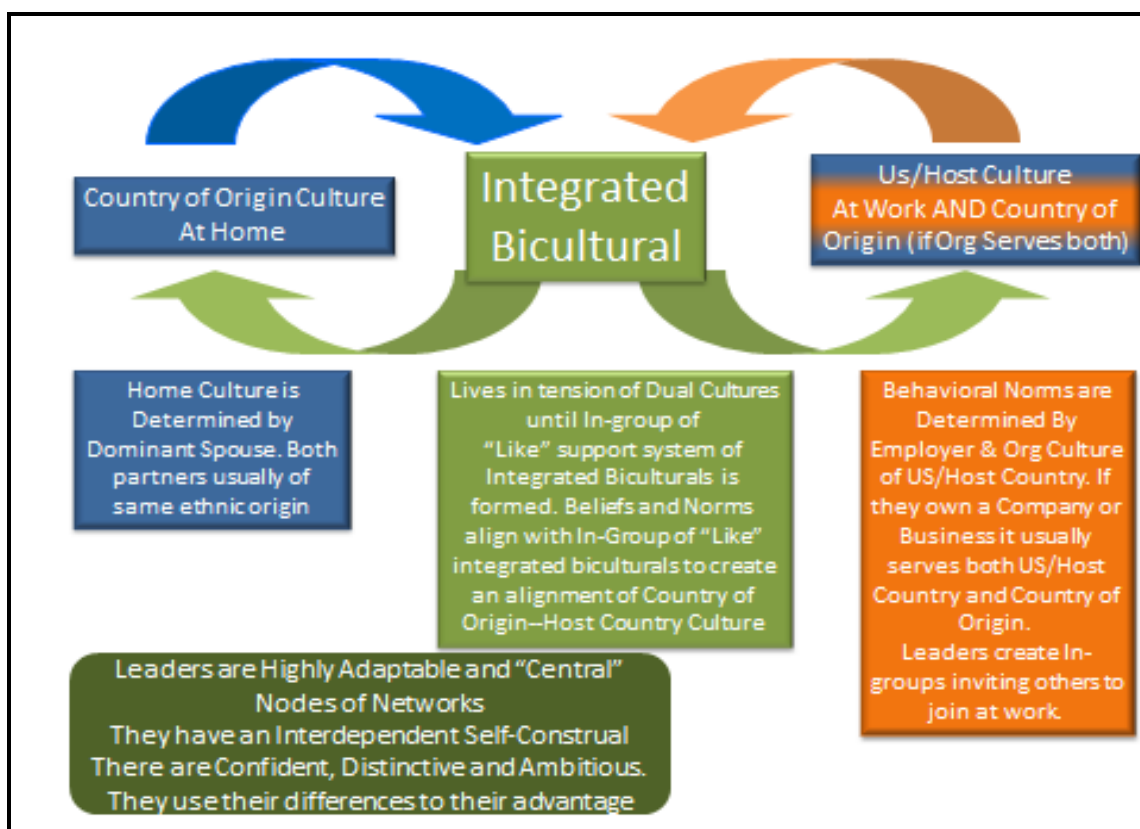 Country of Origin Culture
At Home
Integrated
Bicultural
Us/Host Culture
At Work AND Country of
Origin (if Org Serves both)
Home Culture is
Determined by
Dominant Spouse. Both
partners usually of
same ethnic origin
Lives in tension of Dual Cultures
until In-group of
“Like” support system of
Integrated Biculturals is
formed. Beliefs and Norms
align with In-Group of “Like”
integrated biculturals to create
an alignment of Country of
Origin--Host Country Culture
Behavioral Norms are
Determined By
Employer & Org Culture
of US/Host Country. If
they own a Company or
Business it usually
serves both US/Host
Country and Country of
Origin.
Leaders create In-
groups inviting others to
join at work.
Leaders are Highly Adaptable and “Central”
Nodes of Networks
They have an Interdependent Self-Construal
There are Confident, Distinctive and Ambitious.
They use their differences to their advantage